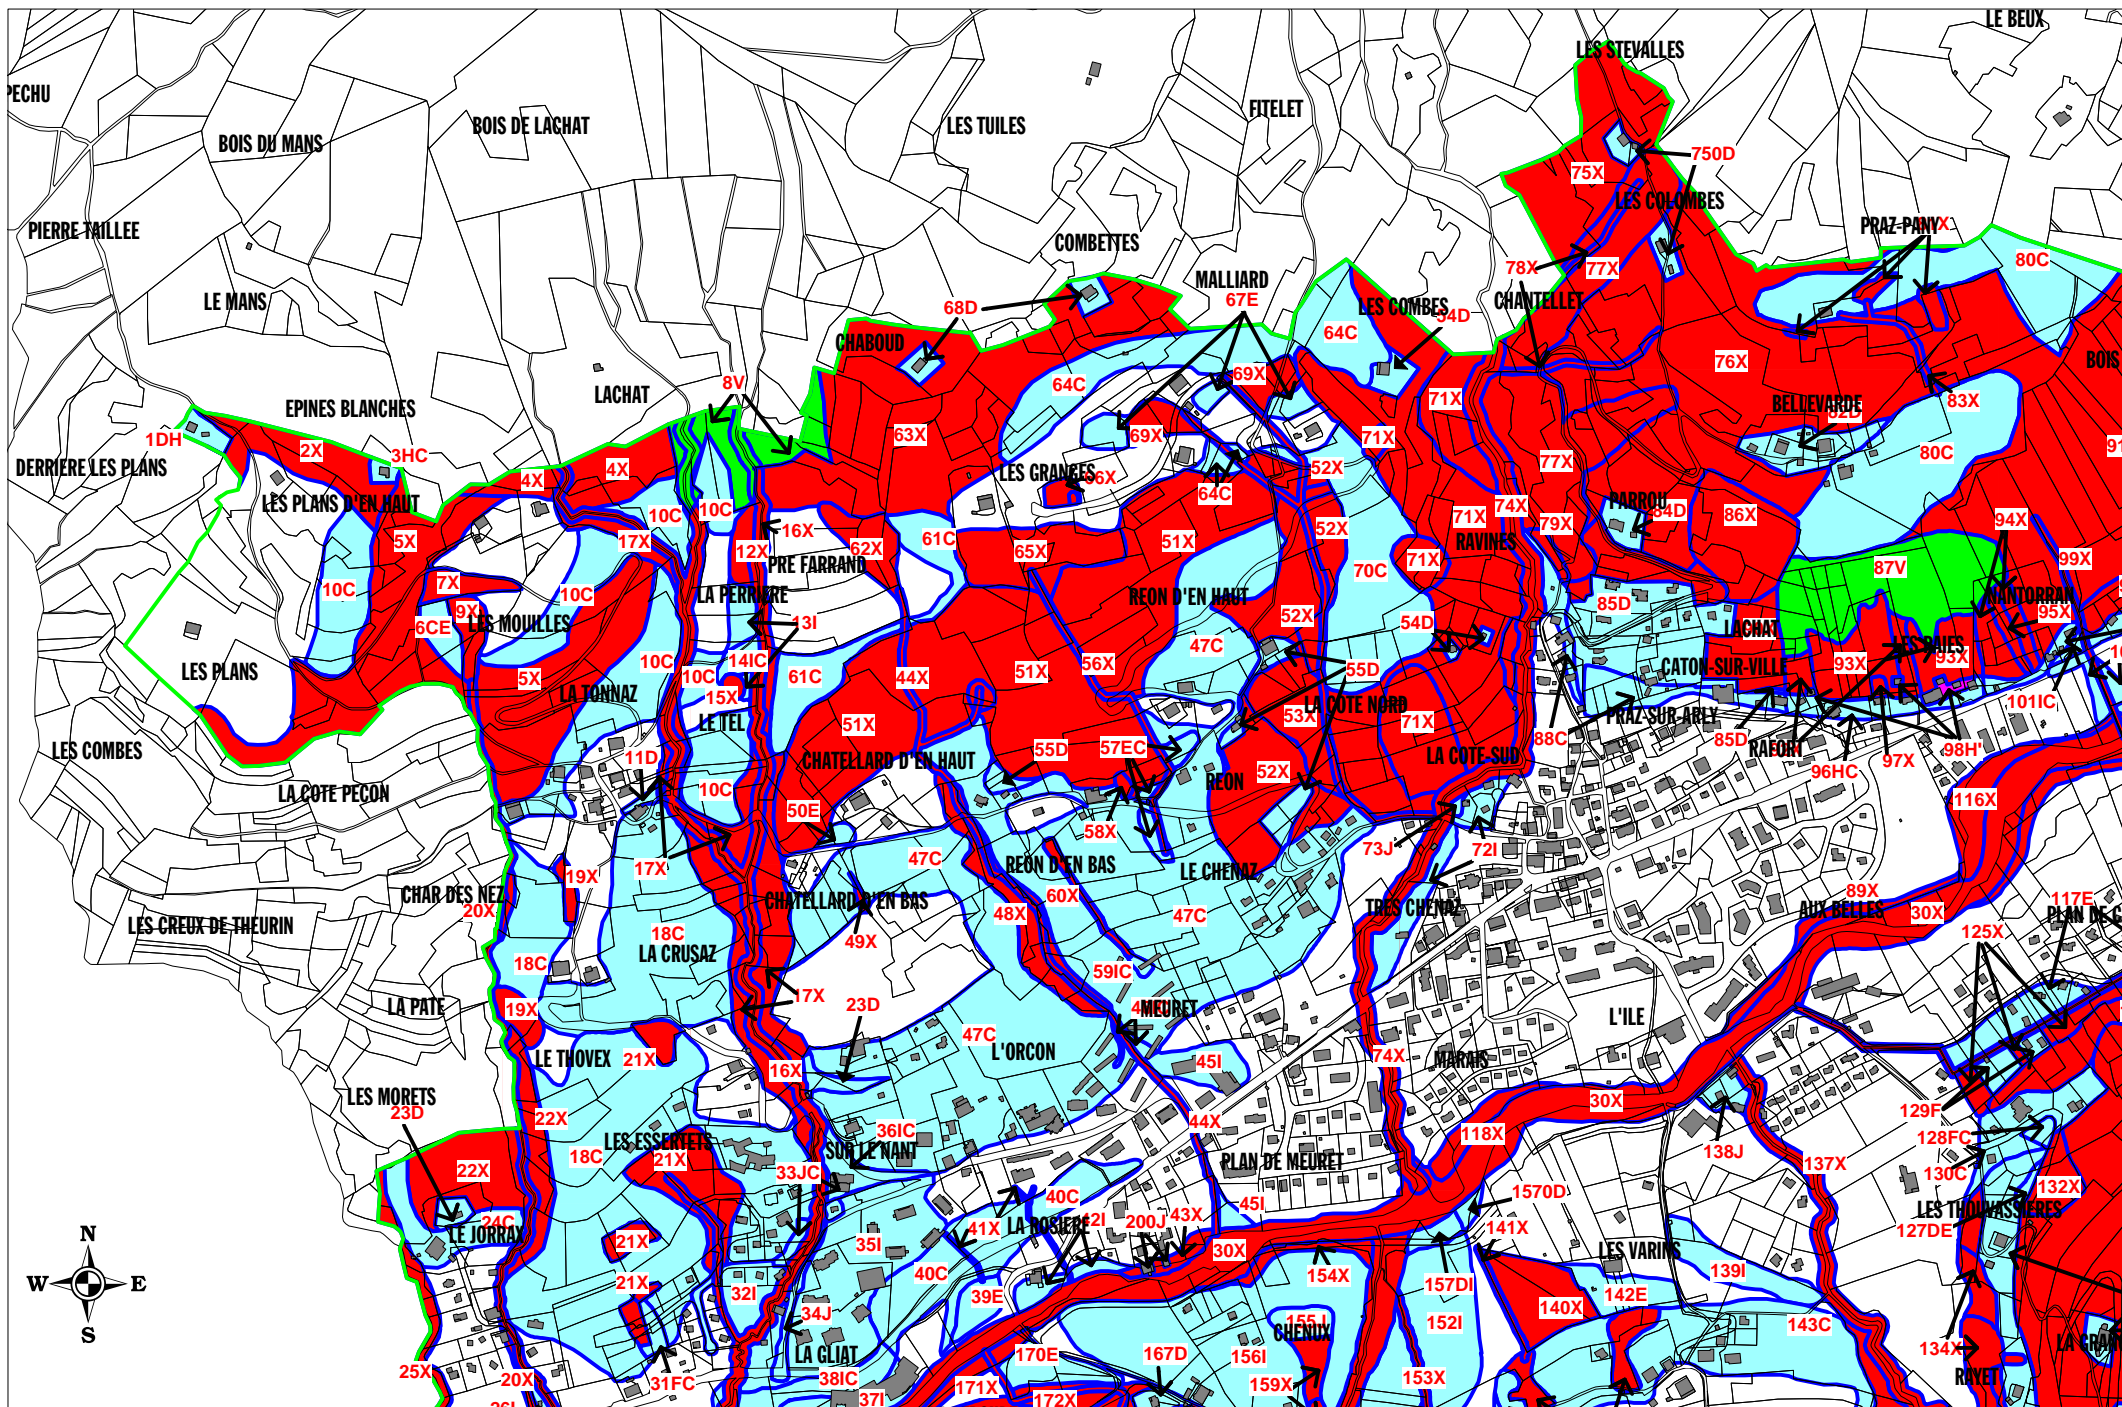 LE BEUX
LES STEVALLES
PECHU
BOIS DU MANS
BOIS DE LACHAT
LES TUILES
FITELET
750D
75X
LES COLOMBES
PIERRE TAILLEE
COMBETTES
PRAZ-PANY
80C
MALLIARD
78X
77X
LE MANS
67E
68D
LES COMBES
54D
CHANTELLET
64C
CHABOUD
76X
BOIS
69X
8V
64C
LACHAT
EPINES BLANCHES
71X
83X
BELLEVARDE
1DH
2X
3HC
63X
69X
71X
80C
DERRIERE LES PLANS
4X
4X
LES GRANGES
52X
77X
64C
LES PLANS D'EN HAUT
PARROU
84D
10C
10C
16X
74X
71X
79X
86X
94X
5X
17X
12X
62X
61C
65X
51X
52X
RAVINES
99X
PRE FARRAND
71X
70C
87V
7X
10C
10C
LA PERRIERE
REON D'EN HAUT
NANTORRAN
85D
9X
6CE
LES MOUILLES
13I
52X
54D
95X
LACHAT
LES RAIES
LES PLANS
10C
14IC
47C
56X
55D
CATON-SUR-VILLE
93X
93X
5X
10C
61C
44X
51X
LA TONNAZ
15X
LE TEL
53X
LA COTE NORD
PRAZ-SUR-ARLY
101IC
51X
71X
LES COMBES
11D
CHATELLARD D'EN HAUT
55D
57EC
LA COTE-SUD
88C
85D
RAFORT
98H'
97X
96HC
52X
REON
LA COTE PECON
10C
50E
58X
116X
73J
72I
17X
47C
REON D'EN BAS
LE CHENAZ
19X
CHAR DES NEZ
20X
CHATELLARD D'EN BAS
60X
48X
47C
TRES CHENAZ
89X
AUX BELLES
30X
117E
LES CREUX DE THEURIN
18C
LA CRUSAZ
49X
125X
18C
59IC
17X
23D
LA PATE
19X
MEURET
L'ILE
47C
L'ORCON
LE THOVEX
21X
16X
45I
74X
MARAIS
LES MORETS
23D
22X
30X
129F
44X
118X
36IC
LES ESSERTETS
SUR LE NANT
128FC
138J
22X
18C
21X
33JC
PLAN DE MEURET
137X
130C
132X
40C
1570D
45I
LES THOUVASSIERES
24C
LE JORRAX
41X
LA ROSIERE
200J
43X
141X
127DE
21X
35I
30X
LES VARINS
40C
154X
157DI
139I
21X
32I
39E
142E
34J
140X
152I
143C
CHENUX
LA GLIAT
170E
167D
156I
134X
25X
20X
31FC
38IC
37I
171X
172X
159X
153X
RAYET
N
W E
S